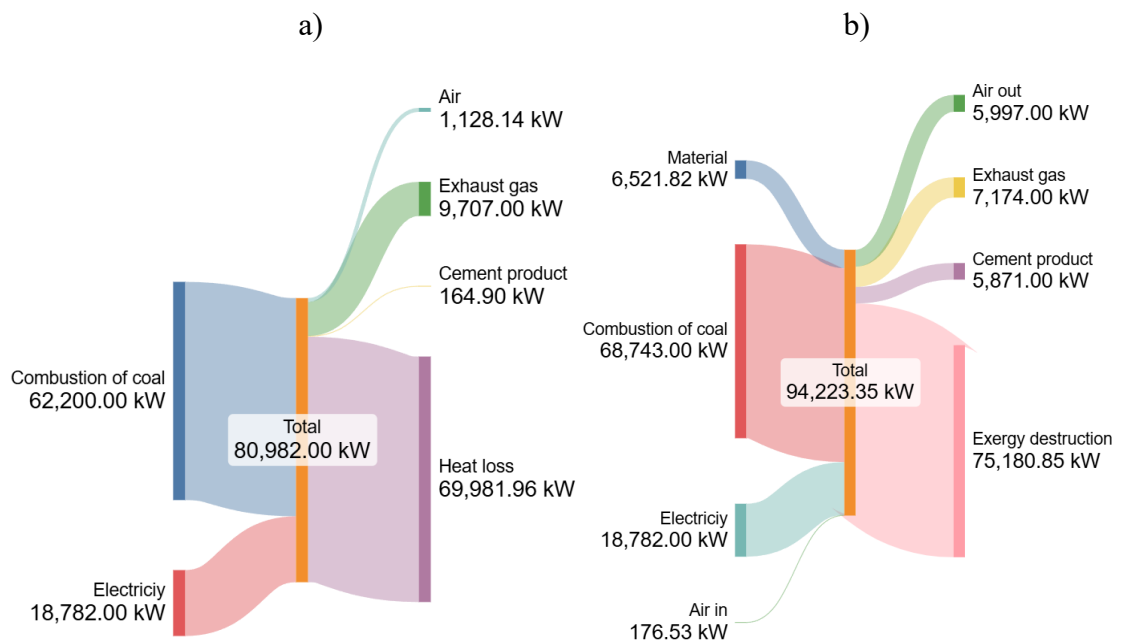 a)
Air
1,128.14 kW
Exhaust gas
9,707.00 kW
Cement product
164.90 kW
Combustion of coal
62,200.00 kW
Total
80,982.00 kW
Heat loss
69,981.96 kW
Electriciy
18,782.00 kW
b)
Air out
5,997.00 kW
Material
6,521.82 kW
Exhaust gas
7,174.00 kW
Cement product
5,871.00 kW
Combustion of coal
68,743.00 kW
Total
94,223.35 kW
Exergy destruction
75,180.85 kW
Electriciy
18,782.00 kW
Air in
176.53 kW